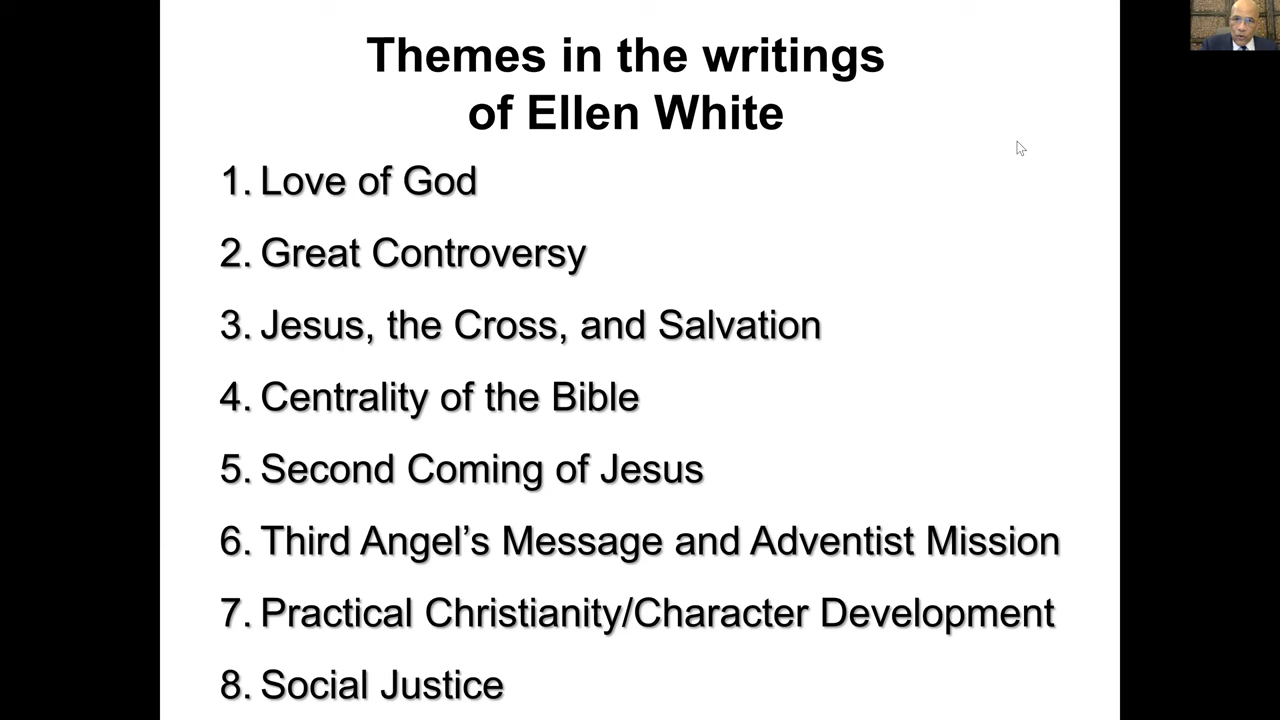 Themes in the writings
of Ellen White
1. Love of God
2. Great Controversy
3. Jesus, the Cross, and Salvation
4. Centrality of the Bible
5. Second Coming of Jesus
6. Third Angel’s Message and Adventist Mission
7. Practical Christianity/Character Development
8. Social Justice